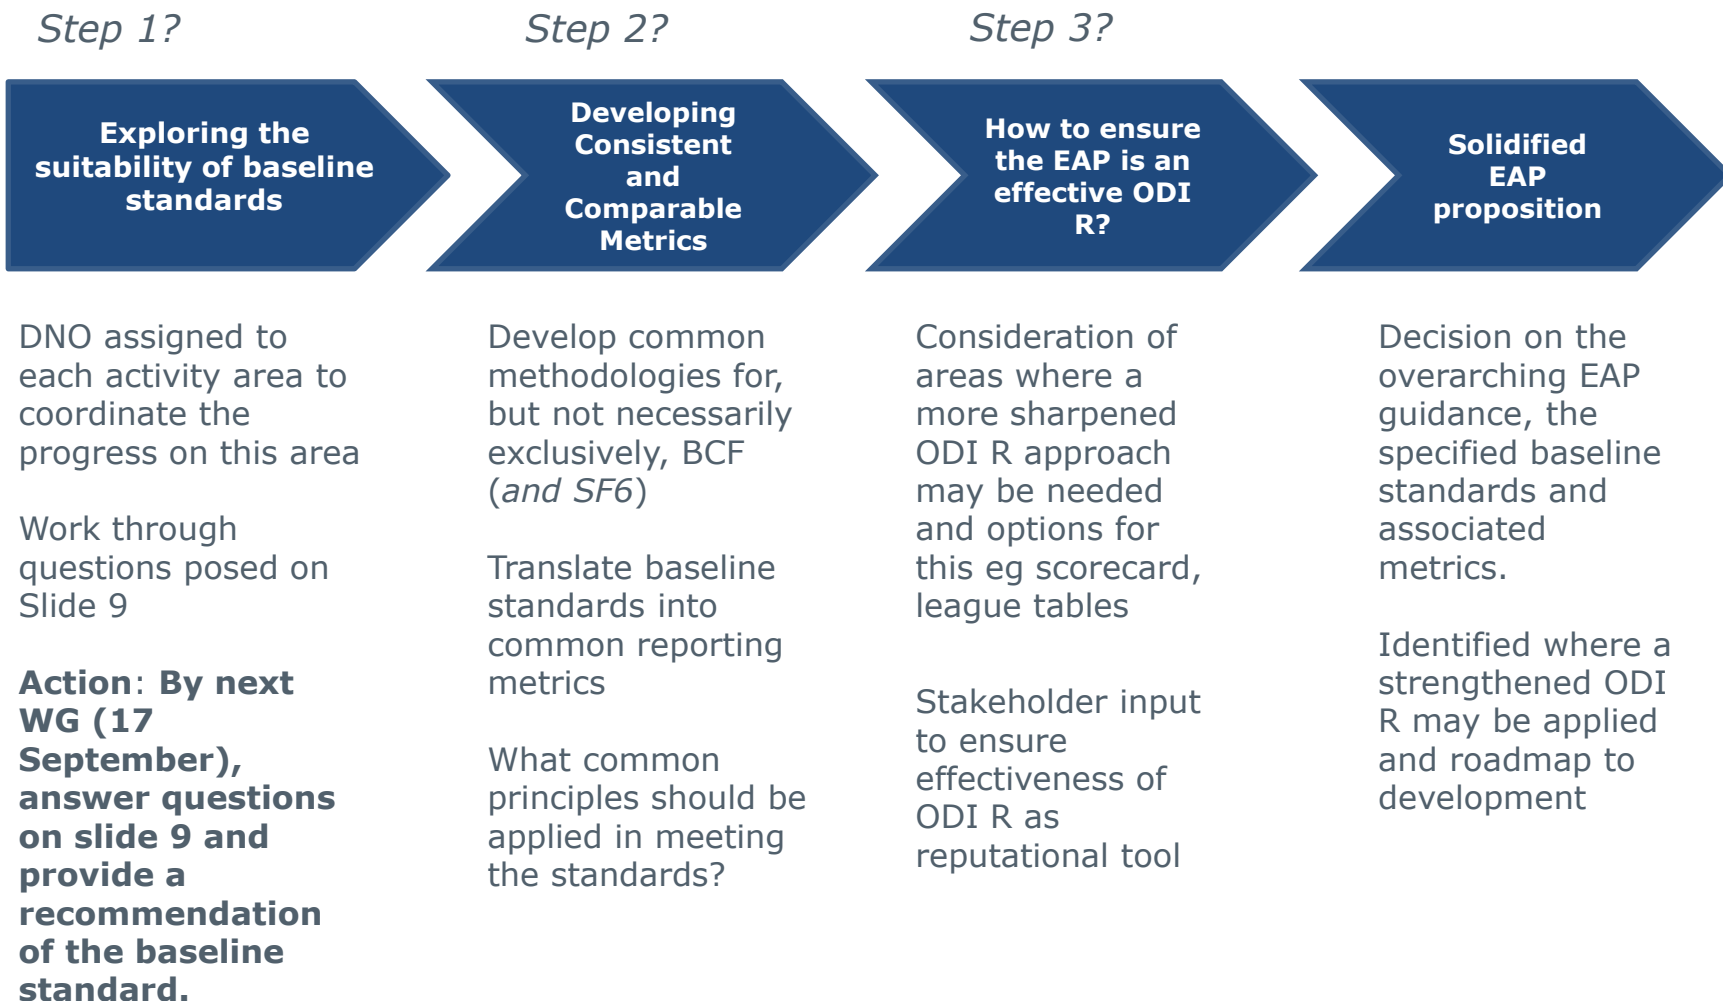 Step 1?
Step 2?
Step 3?
Exploring the
suitability of baseline
standards
Developing
Consistent
and
Comparable
Metrics
How to ensure
the EAP is an
effective ODI
R?
Solidified
EAP
proposition
DNO assigned to
each activity area to
coordinate the
progress on this area
Work through
questions posed on
Slide 9
Action: By next
WG (17
September),
answer questions
on slide 9 and
provide a
recommendation
of the baseline
standard.
Develop common
methodologies for,
but not necessarily
exclusively, BCF
(and SF6)
Translate baseline
standards into
common reporting
metrics
What common
principles should be
applied in meeting
the standards?
Consideration of
areas where a
more sharpened
ODI R approach
may be needed
and options for
this eg scorecard,
league tables
Stakeholder input
to ensure
effectiveness of
ODI R as
reputational tool
Decision on the
overarching EAP
guidance, the
specified baseline
standards and
associated
metrics.
Identified where a
strengthened ODI
R may be applied
and roadmap to
development